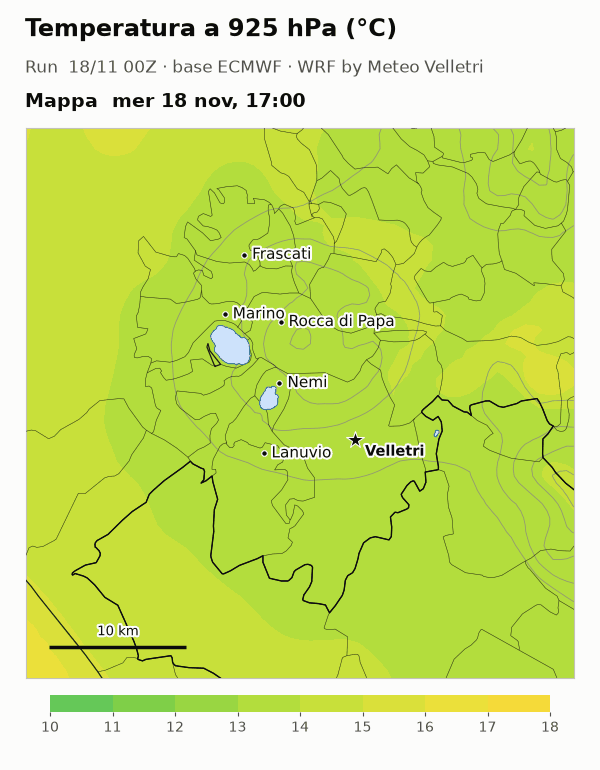 Temperatura a 925 hPa (°C)
Run  18/11 00Z · base ECMWF · WRF by Meteo Velletri
Mappa  mer 18 nov, 17:00
Frascati
Marino
Rocca di Papa
Nemi
Velletri
Lanuvio
10 km
10 11 12 13 14 15 16 17 18